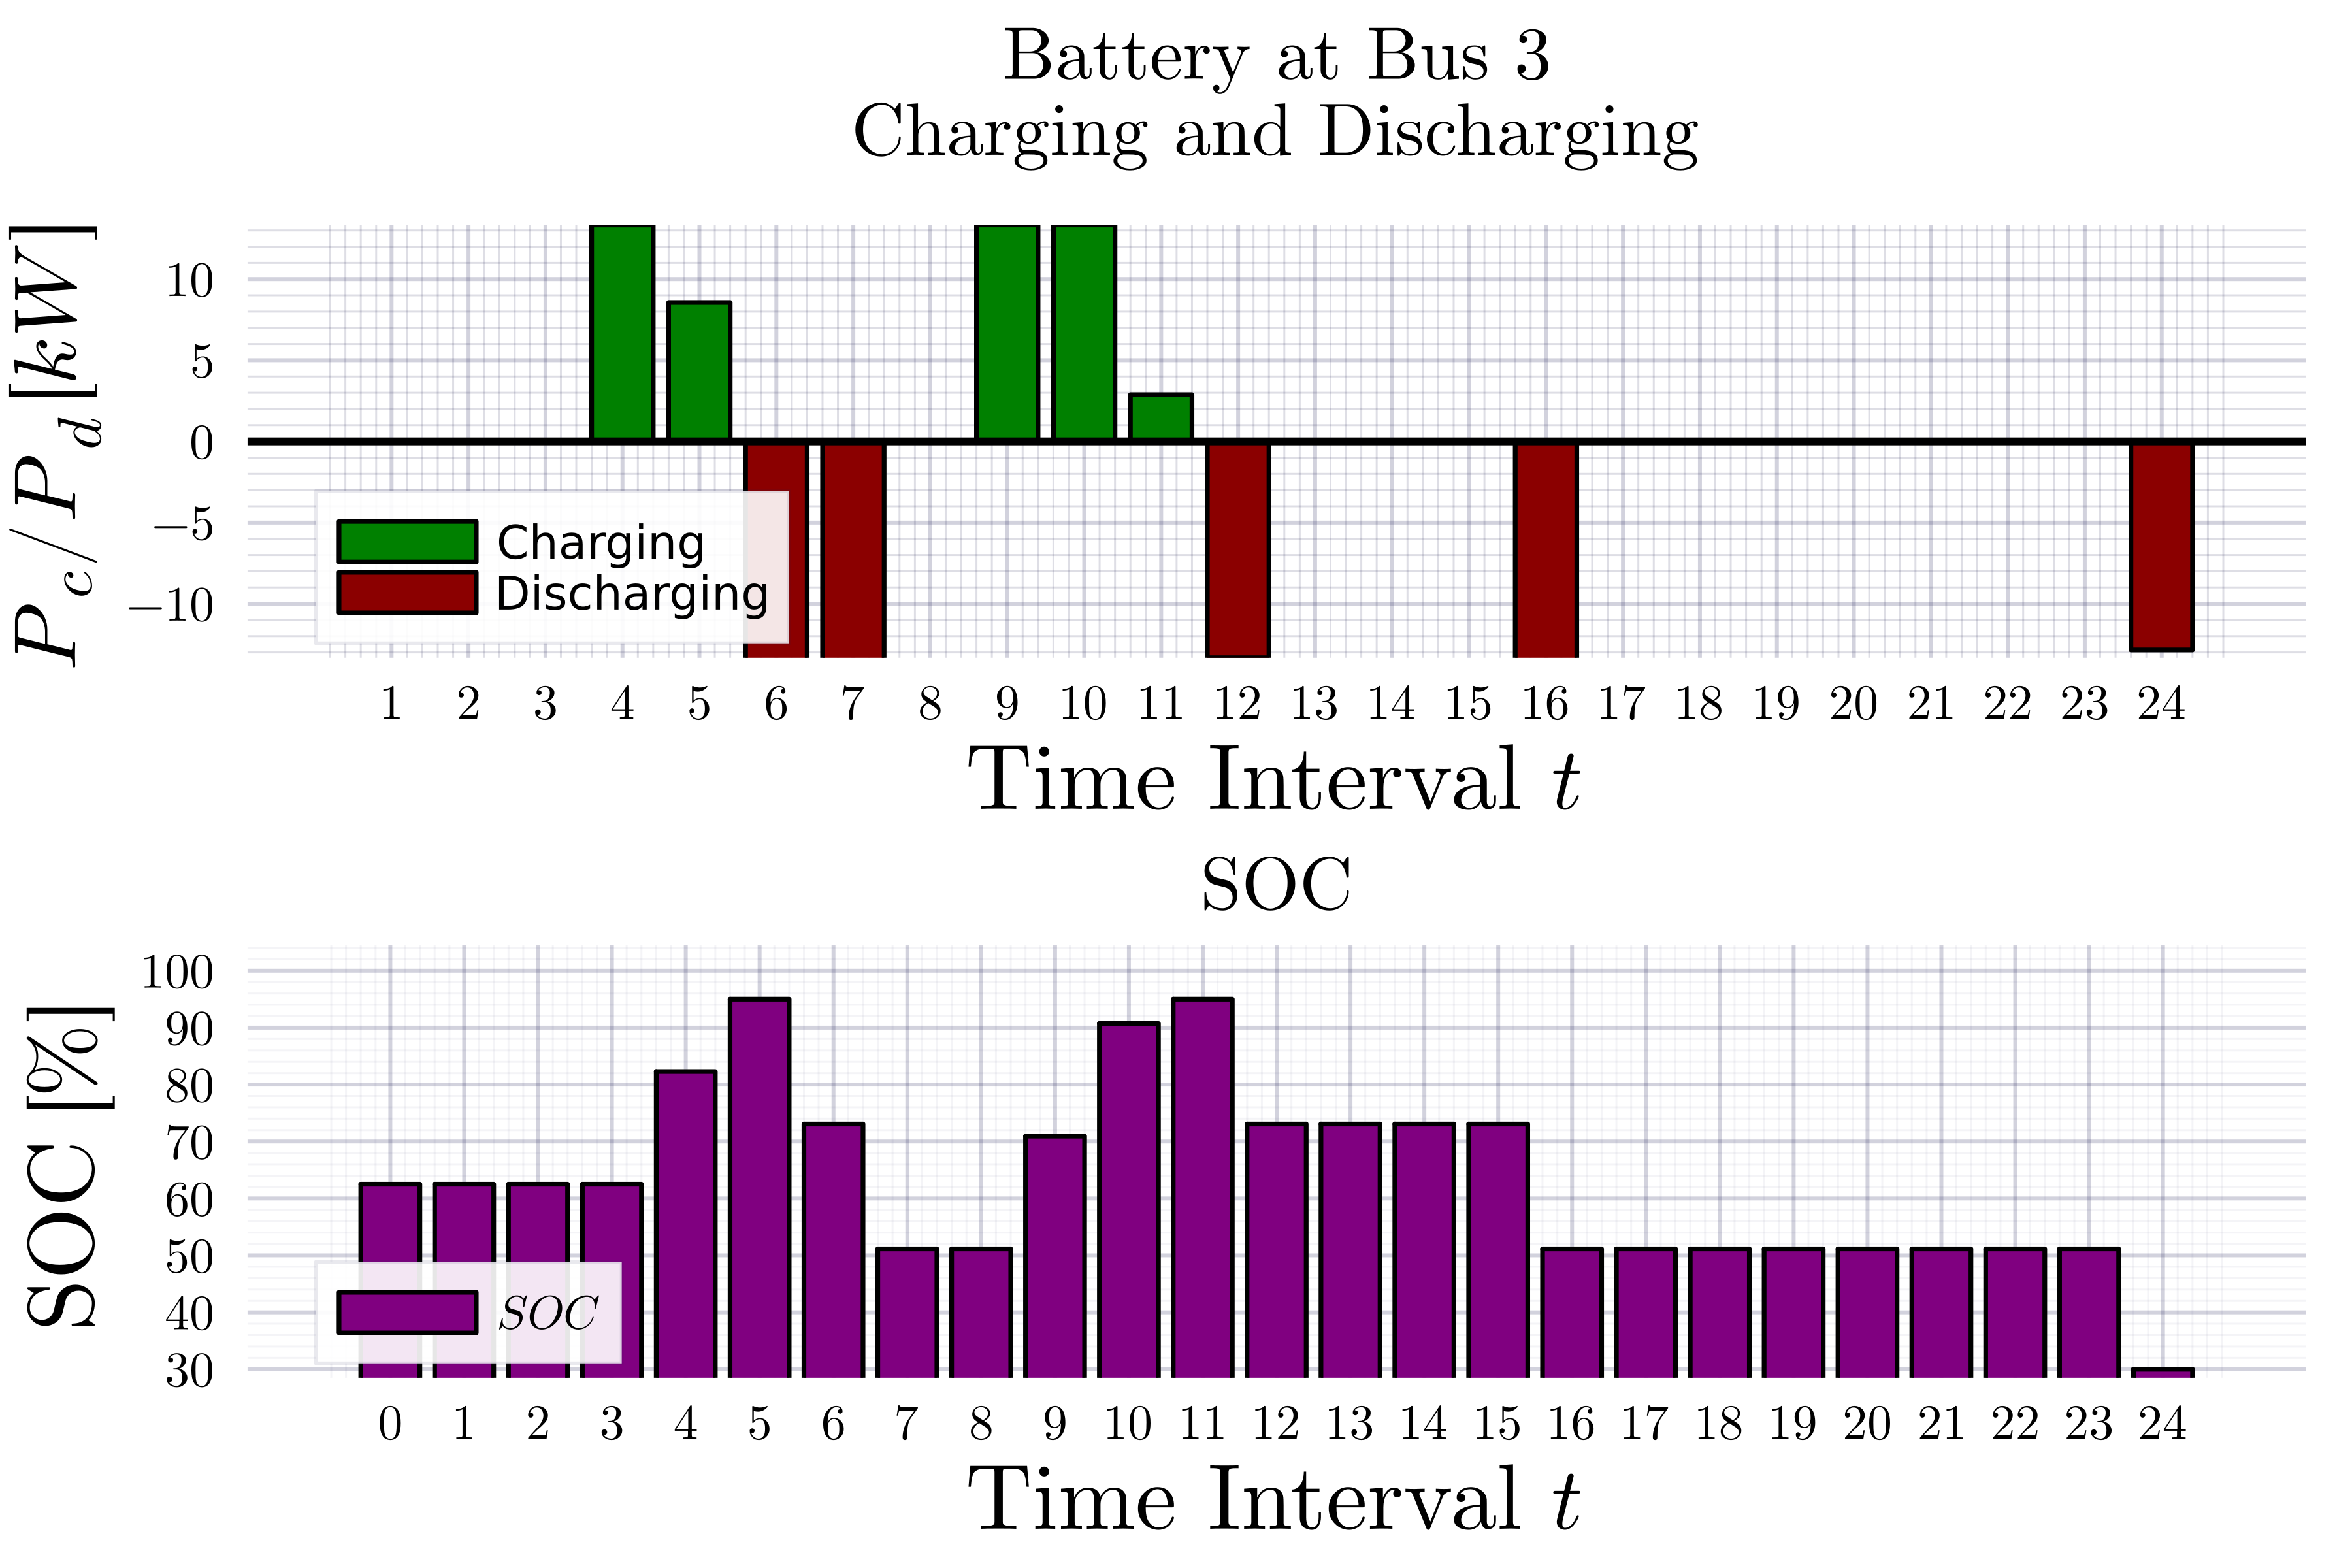 Battery at Bus 3
Charging and Discharging
P_c/P_d [kW]
10
5
0
−5
−10
Charging
Discharging
1 2 3 4 5 6 7 8 9 10 11 12 13 14 15 16 17 18 19 20 21 22 23 24
Time Interval t
SOC
SOC [%]
100
90
80
70
60
50
40
30
SOC
0 1 2 3 4 5 6 7 8 9 10 11 12 13 14 15 16 17 18 19 20 21 22 23 24
Time Interval t